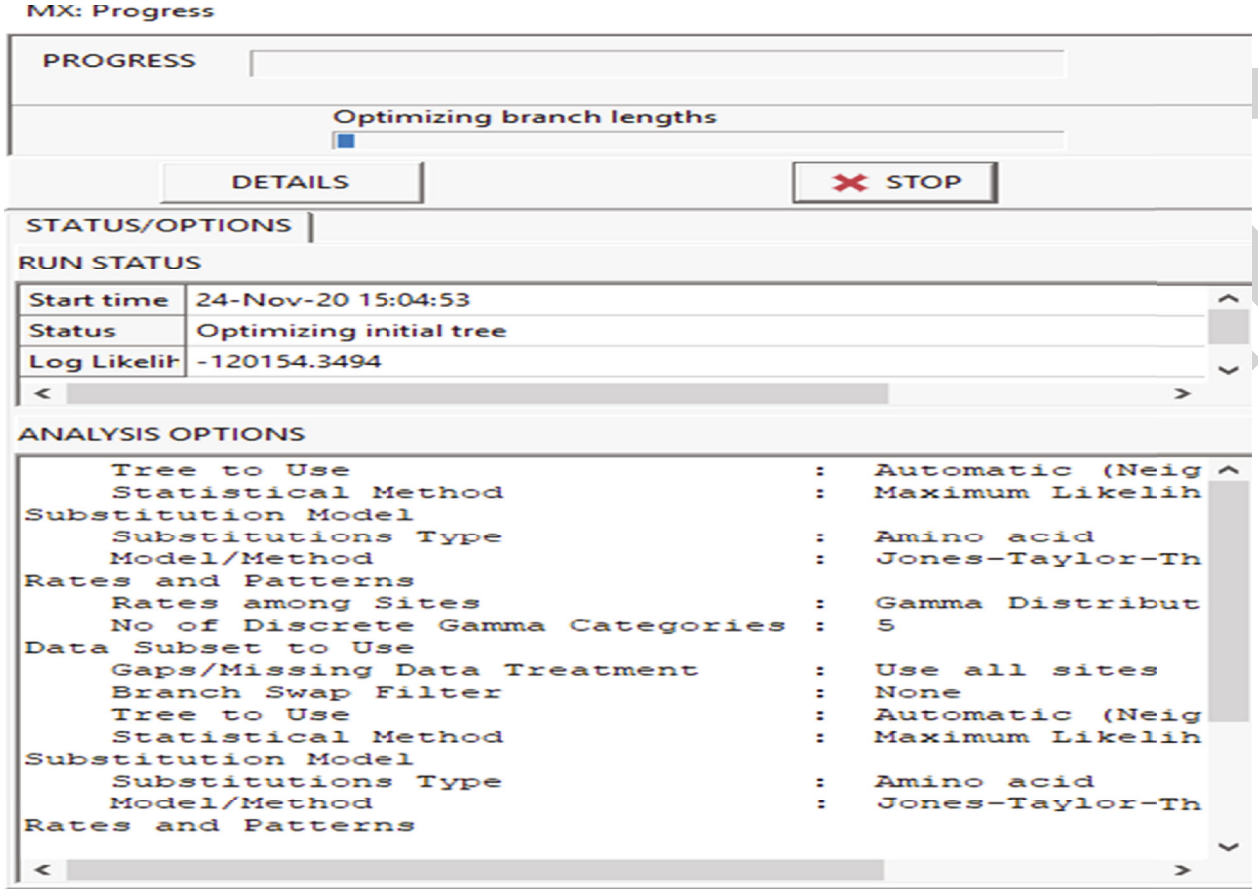 MX: Progress
PROGRESS
Optimizing branch lengths
DETAILS
STOP
STATUS/OPTIONS
RUN STATUS
Start time 24-Nov-20 15:04:53
Status Optimizing initial tree
Log Likelih -120154.3494
ANALYSIS OPTIONS
Tree to Use : Automatic (Neig
Statistical Method : Maximum Likelih
Substitution Model
Substitutions Type : Amino acid
Model/Method : Jones-Taylor-Th
Rates and Patterns
Rates among Sites : Gamma Distribut
No of Discrete Gamma Categories : 5
Data Subset to Use
Gaps/Missing Data Treatment : Use all sites
Branch Swap Filter : None
Tree to Use : Automatic (Neig
Statistical Method : Maximum Likelih
Substitution Model
Substitutions Type : Amino acid
Model/Method : Jones-Taylor-Th
Rates and Patterns